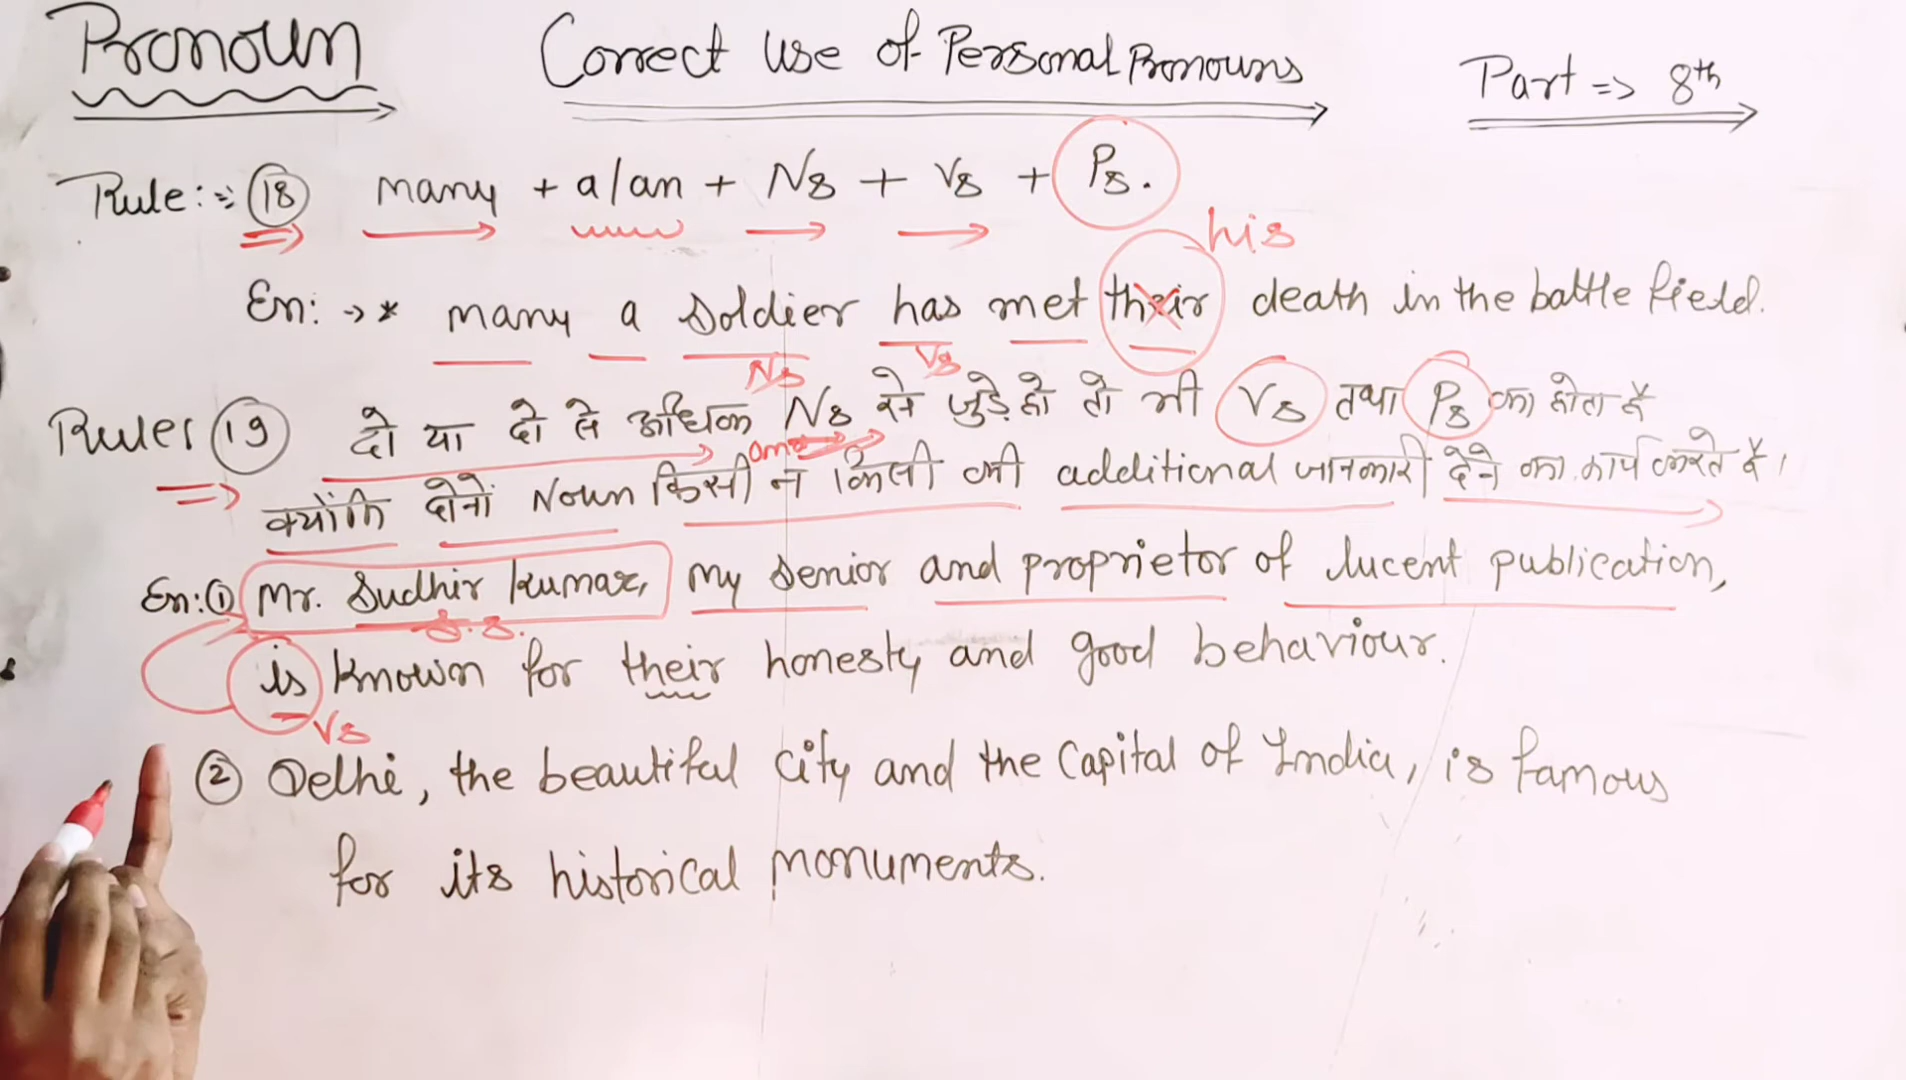 Pronoun Correct Use of Personal Pronouns Part => 8th
Rule:- 18 many + a/an + Ns + Vs + Ps.
his
En: -> * many a soldier has met their death in the battle field.
Ns Vs
Rule 19 दो या दो से अधिक Ns से जुड़े हो तो भी Vs तथा Ps का होता है
and
क्योंकि दोनों Noun किसी न किसी की additional जानकारी देने का कार्य करते है।
En: ① Mr. Sudhir Kumar, my senior and proprietor of lucent publication,
S.S.
is known for their honesty and good behaviour.
Vs
② Delhi, the beautiful city and the capital of India, is famous
for its historical monuments.